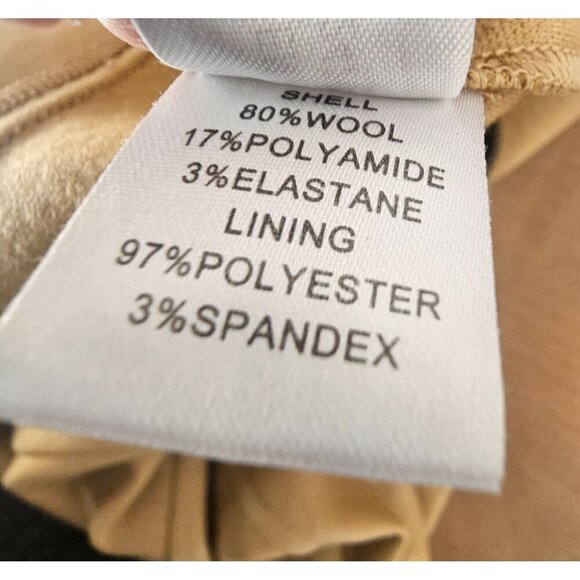 SHELL
80%WOOL
17%POLYAMIDE
3%ELASTANE
LINING
97%POLYESTER
3%SPANDEX